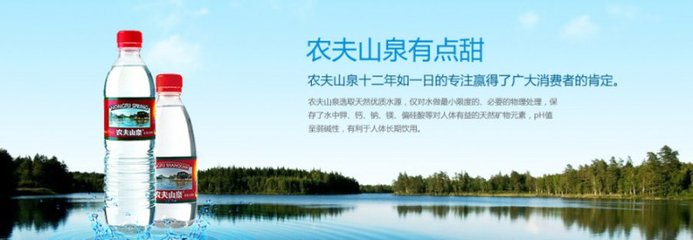 农夫山泉有点甜
农夫山泉十二年如一日的专注赢得了广大消费者的肯定。
农夫山泉选取天然优质水源，仅对水做最小限度的、必要的物理处理，保
存了水中钾、钙、钠、镁、偏硅酸等对人体有益的天然矿物元素，pH值
至弱碱性，有利于人体长期饮用。
农夫山泉
农夫山泉